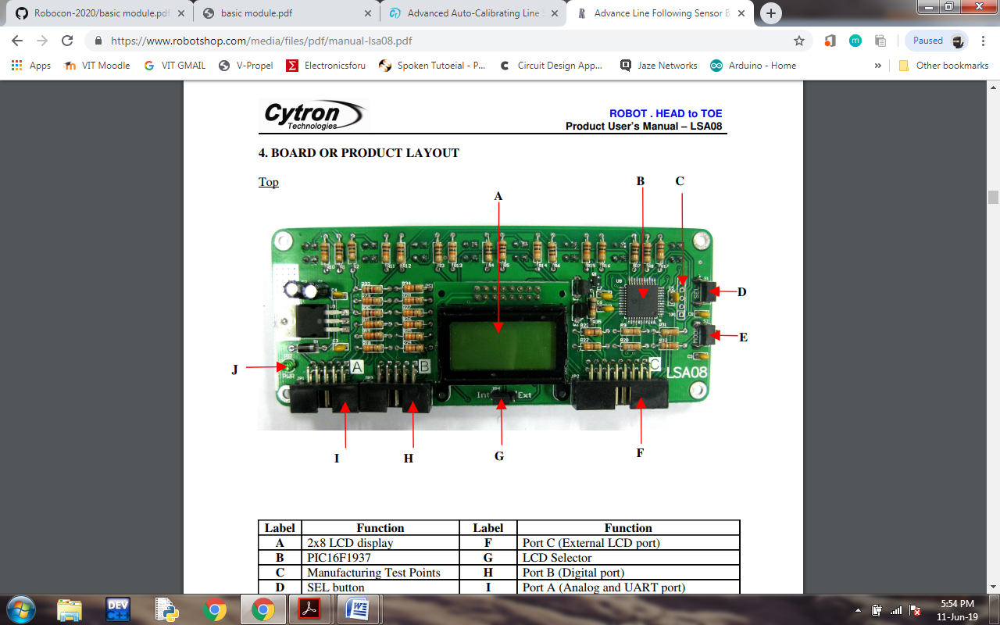 Robocon-2020/basic module.pdf
basic module.pdf
Advanced Auto-Calibrating Line
Advance Line Following Sensor B
https://www.robotshop.com/media/files/pdf/manual-lsa08.pdf
Paused
Apps
VIT Moodle
VIT GMAIL
V-Propel
Electronicsforu
Spoken Tutoeial - P...
Circuit Design App...
Jaze Networks
Arduino - Home
»
Other bookmarks
Cytron
Technologies
ROBOT . HEAD to TOE
Product User's Manual – LSA08
4. BOARD OR PRODUCT LAYOUT
Top
A
B
C
D
E
J
I
H
G
F
A
B
C
PWR
Int
Ext
SEL
MODE
LSA08
Label Function Label Function
A 2x8 LCD display F Port C (External LCD port)
B PIC16F1937 G LCD Selector
C Manufacturing Test Points H Port B (Digital port)
D SEL button I Port A (Analog and UART port)
DEV
C++
5:54 PM
11-Jun-19